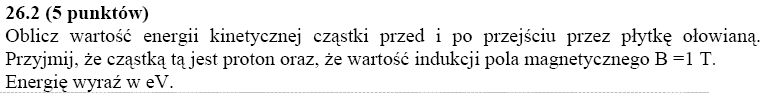 26.2 (5 punktów)
Oblicz wartość energii kinetycznej cząstki przed i po przejściu przez płytkę ołowianą.
Przyjmij, że cząstką tą jest proton oraz, że wartość indukcji pola magnetycznego B =1 T.
Energię wyraź w eV.